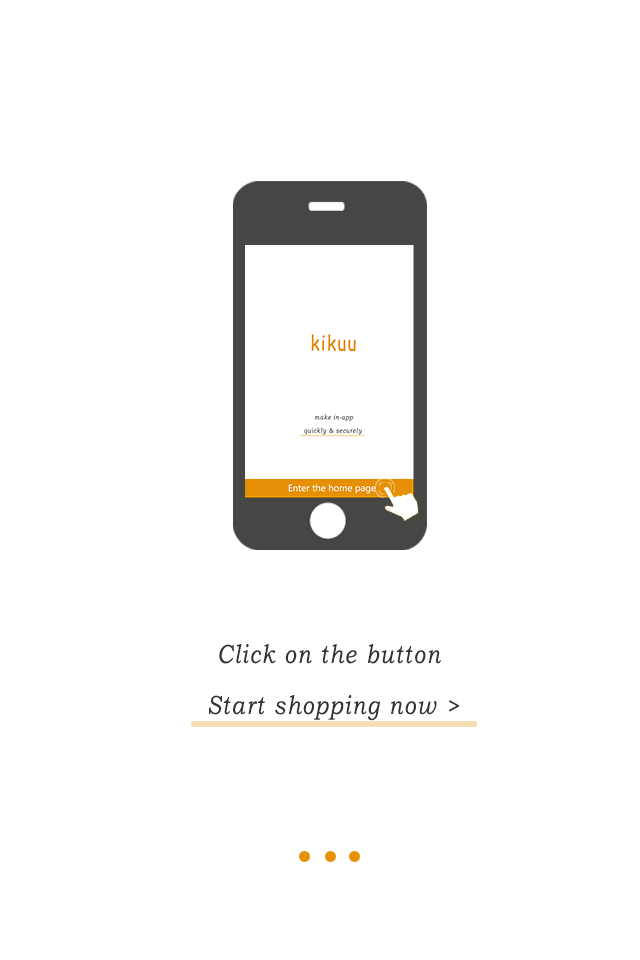 kikuu
make in-app
quickly & securely
Enter the home page
Click on the button
Start shopping now >